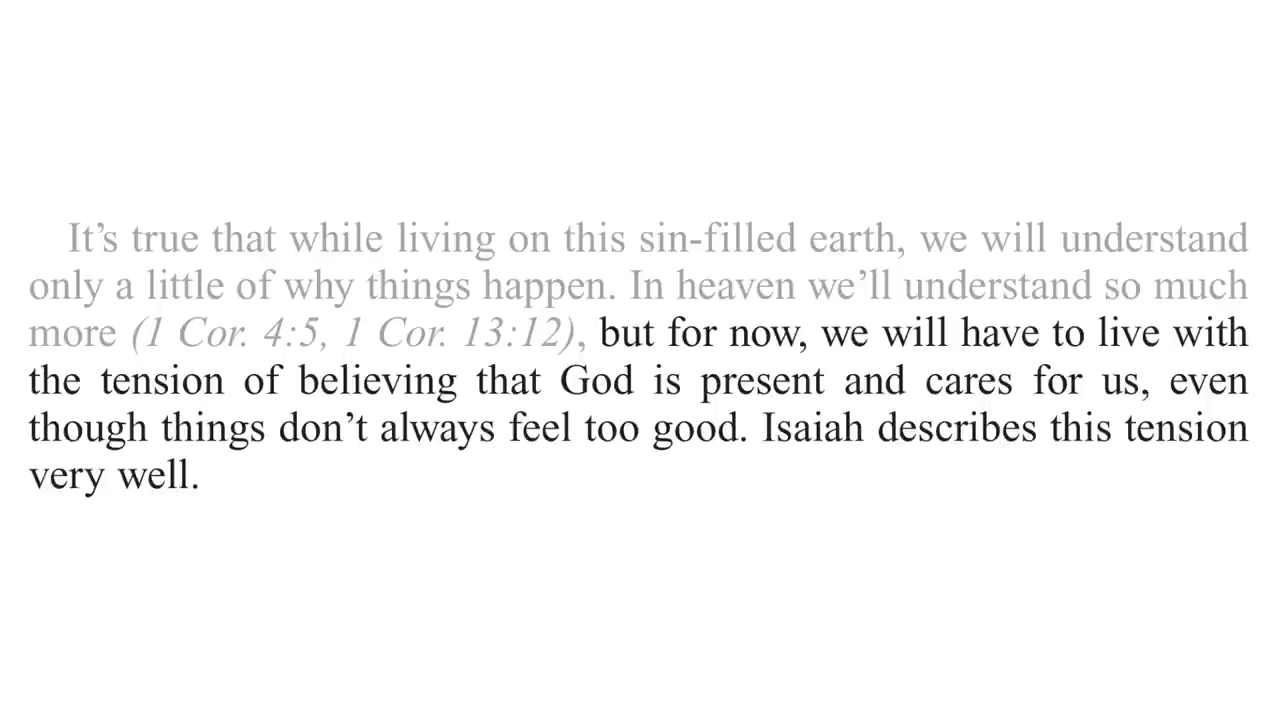 It’s true that while living on this sin-filled earth, we will understand
only a little of why things happen. In heaven we’ll understand so much
more (1 Cor. 4:5, 1 Cor. 13:12), but for now, we will have to live with
the tension of believing that God is present and cares for us, even
though things don’t always feel too good. Isaiah describes this tension
very well.